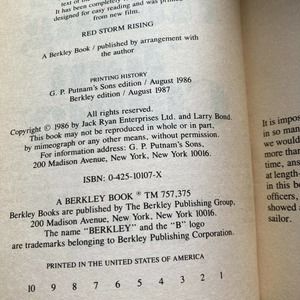 text of the
It has been completely
designed for easy reading and was printed
from new film.
RED STORM RISING
A Berkley Book / published by arrangement with
the author
PRINTING HISTORY
G. P. Putnam's Sons edition / August 1986
Berkley edition / August 1987
All rights reserved.
Copyright © 1986 by Jack Ryan Enterprises Ltd. and Larry Bond.
This book may not be reproduced in whole or in part,
by mimeograph or any other means, without permission.
For information address: G. P. Putnam's Sons,
200 Madison Avenue, New York, New York 10016.
ISBN: 0-425-10107-X
A BERKLEY BOOK ® TM 757,375
Berkley Books are published by The Berkley Publishing Group,
200 Madison Avenue, New York, New York 10016.
The name "BERKLEY" and the "B" logo
are trademarks belonging to Berkley Publishing Corporation.
PRINTED IN THE UNITED STATES OF AMERICA
10 9 8 7 6 5 4 3 2 1
It is impos
in so man
we would
more tha
time, ans
at length
in this b
officers,
showed
sailor.